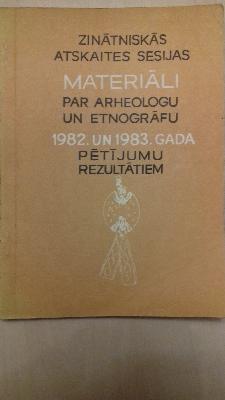 ZINĀTNISKĀS
ATSKAITES SESIJAS
MATERIĀLI
PAR ARHEOLOGU
UN ETNOGRĀFU
1982. UN 1983. GADA
PĒTĪJUMU
REZULTĀTIEM